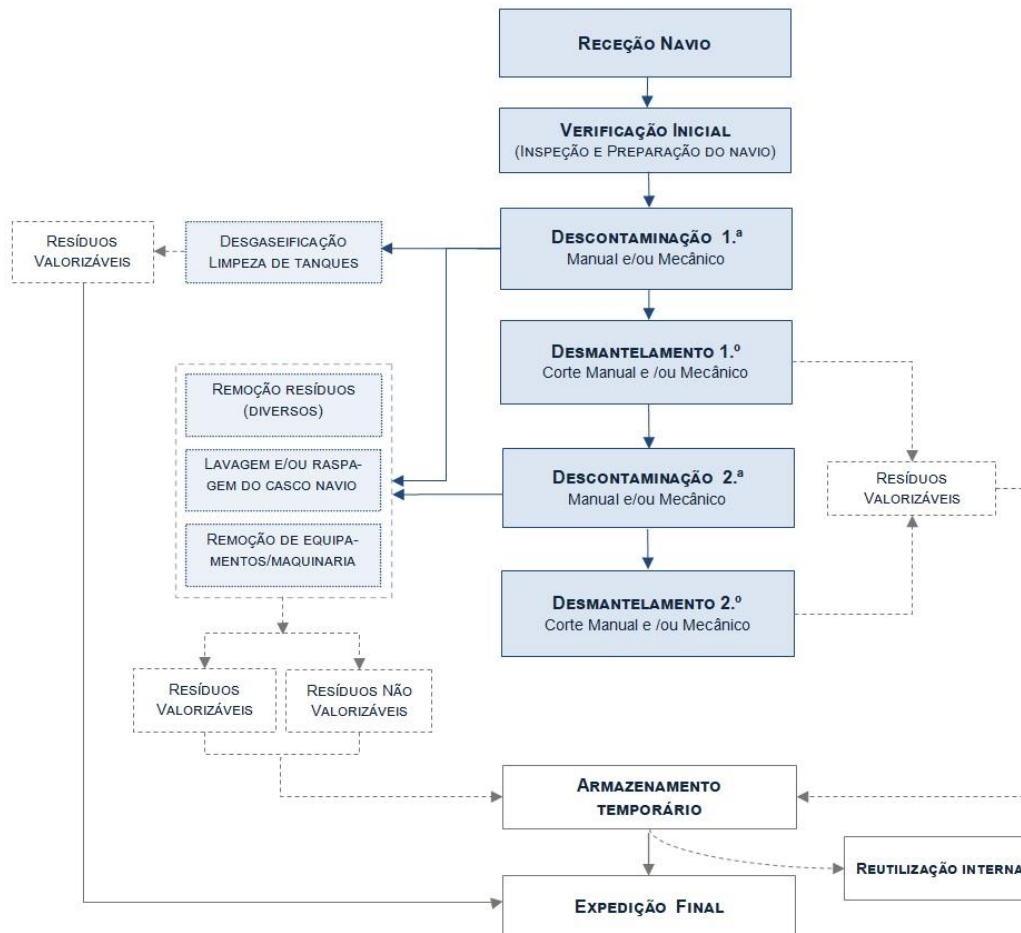 RECEÇÃO NAVIO
VERIFICAÇÃO INICIAL
(INSPEÇÃO E PREPARAÇÃO DO NAVIO)
RESÍDUOS
VALORIZÁVEIS
DESGASEIFICAÇÃO
LIMPEZA DE TANQUES
DESCONTAMINAÇÃO 1.ª
Manual e/ou Mecânico
DESMANTELAMENTO 1.º
Corte Manual e /ou Mecânico
REMOÇÃO RESÍDUOS
(DIVERSOS)
LAVAGEM E/OU RASPA-
GEM DO CASCO NAVIO
REMOÇÃO DE EQUIPA-
MENTOS/MAQUINARIA
DESCONTAMINAÇÃO 2.ª
Manual e/ou Mecânico
RESÍDUOS
VALORIZÁVEIS
DESMANTELAMENTO 2.º
Corte Manual e /ou Mecânico
RESÍDUOS
VALORIZÁVEIS
RESÍDUOS NÃO
VALORIZÁVEIS
ARMAZENAMENTO
TEMPORÁRIO
REUTILIZAÇÃO INTERNA
EXPEDIÇÃO FINAL